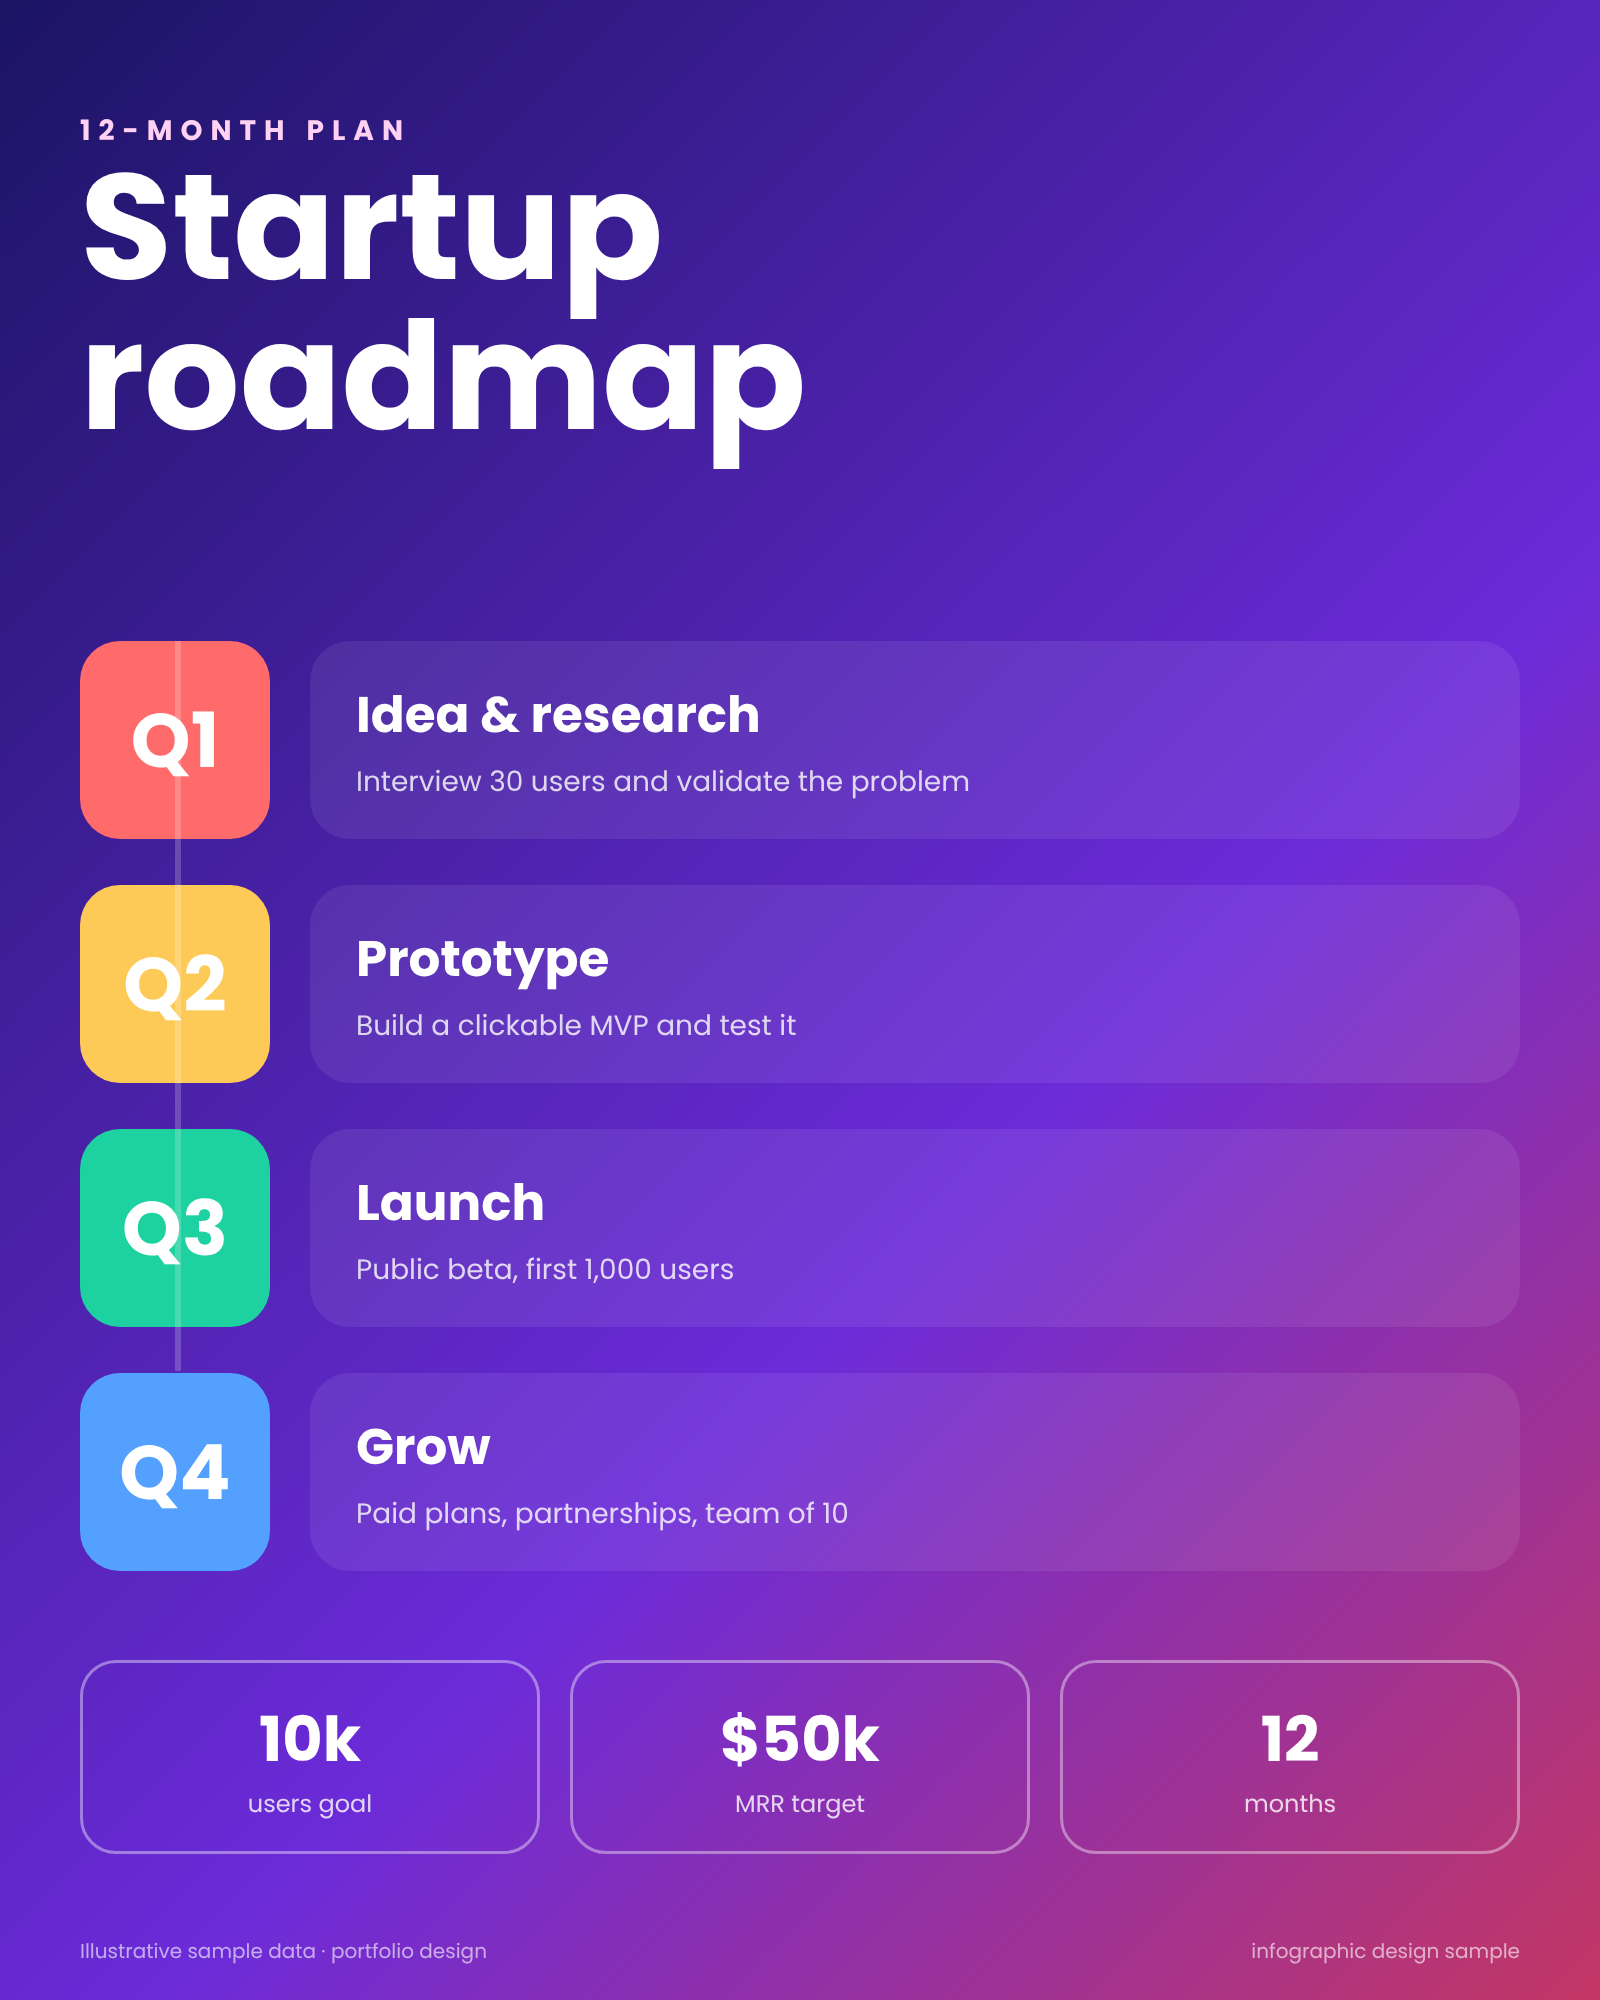 12-MONTH PLAN
Startup
roadmap
Q1
Idea & research
Interview 30 users and validate the problem
Q2
Prototype
Build a clickable MVP and test it
Q3
Launch
Public beta, first 1,000 users
Q4
Grow
Paid plans, partnerships, team of 10
10k
users goal
$50k
MRR target
12
months
Illustrative sample data · portfolio design
infographic design sample